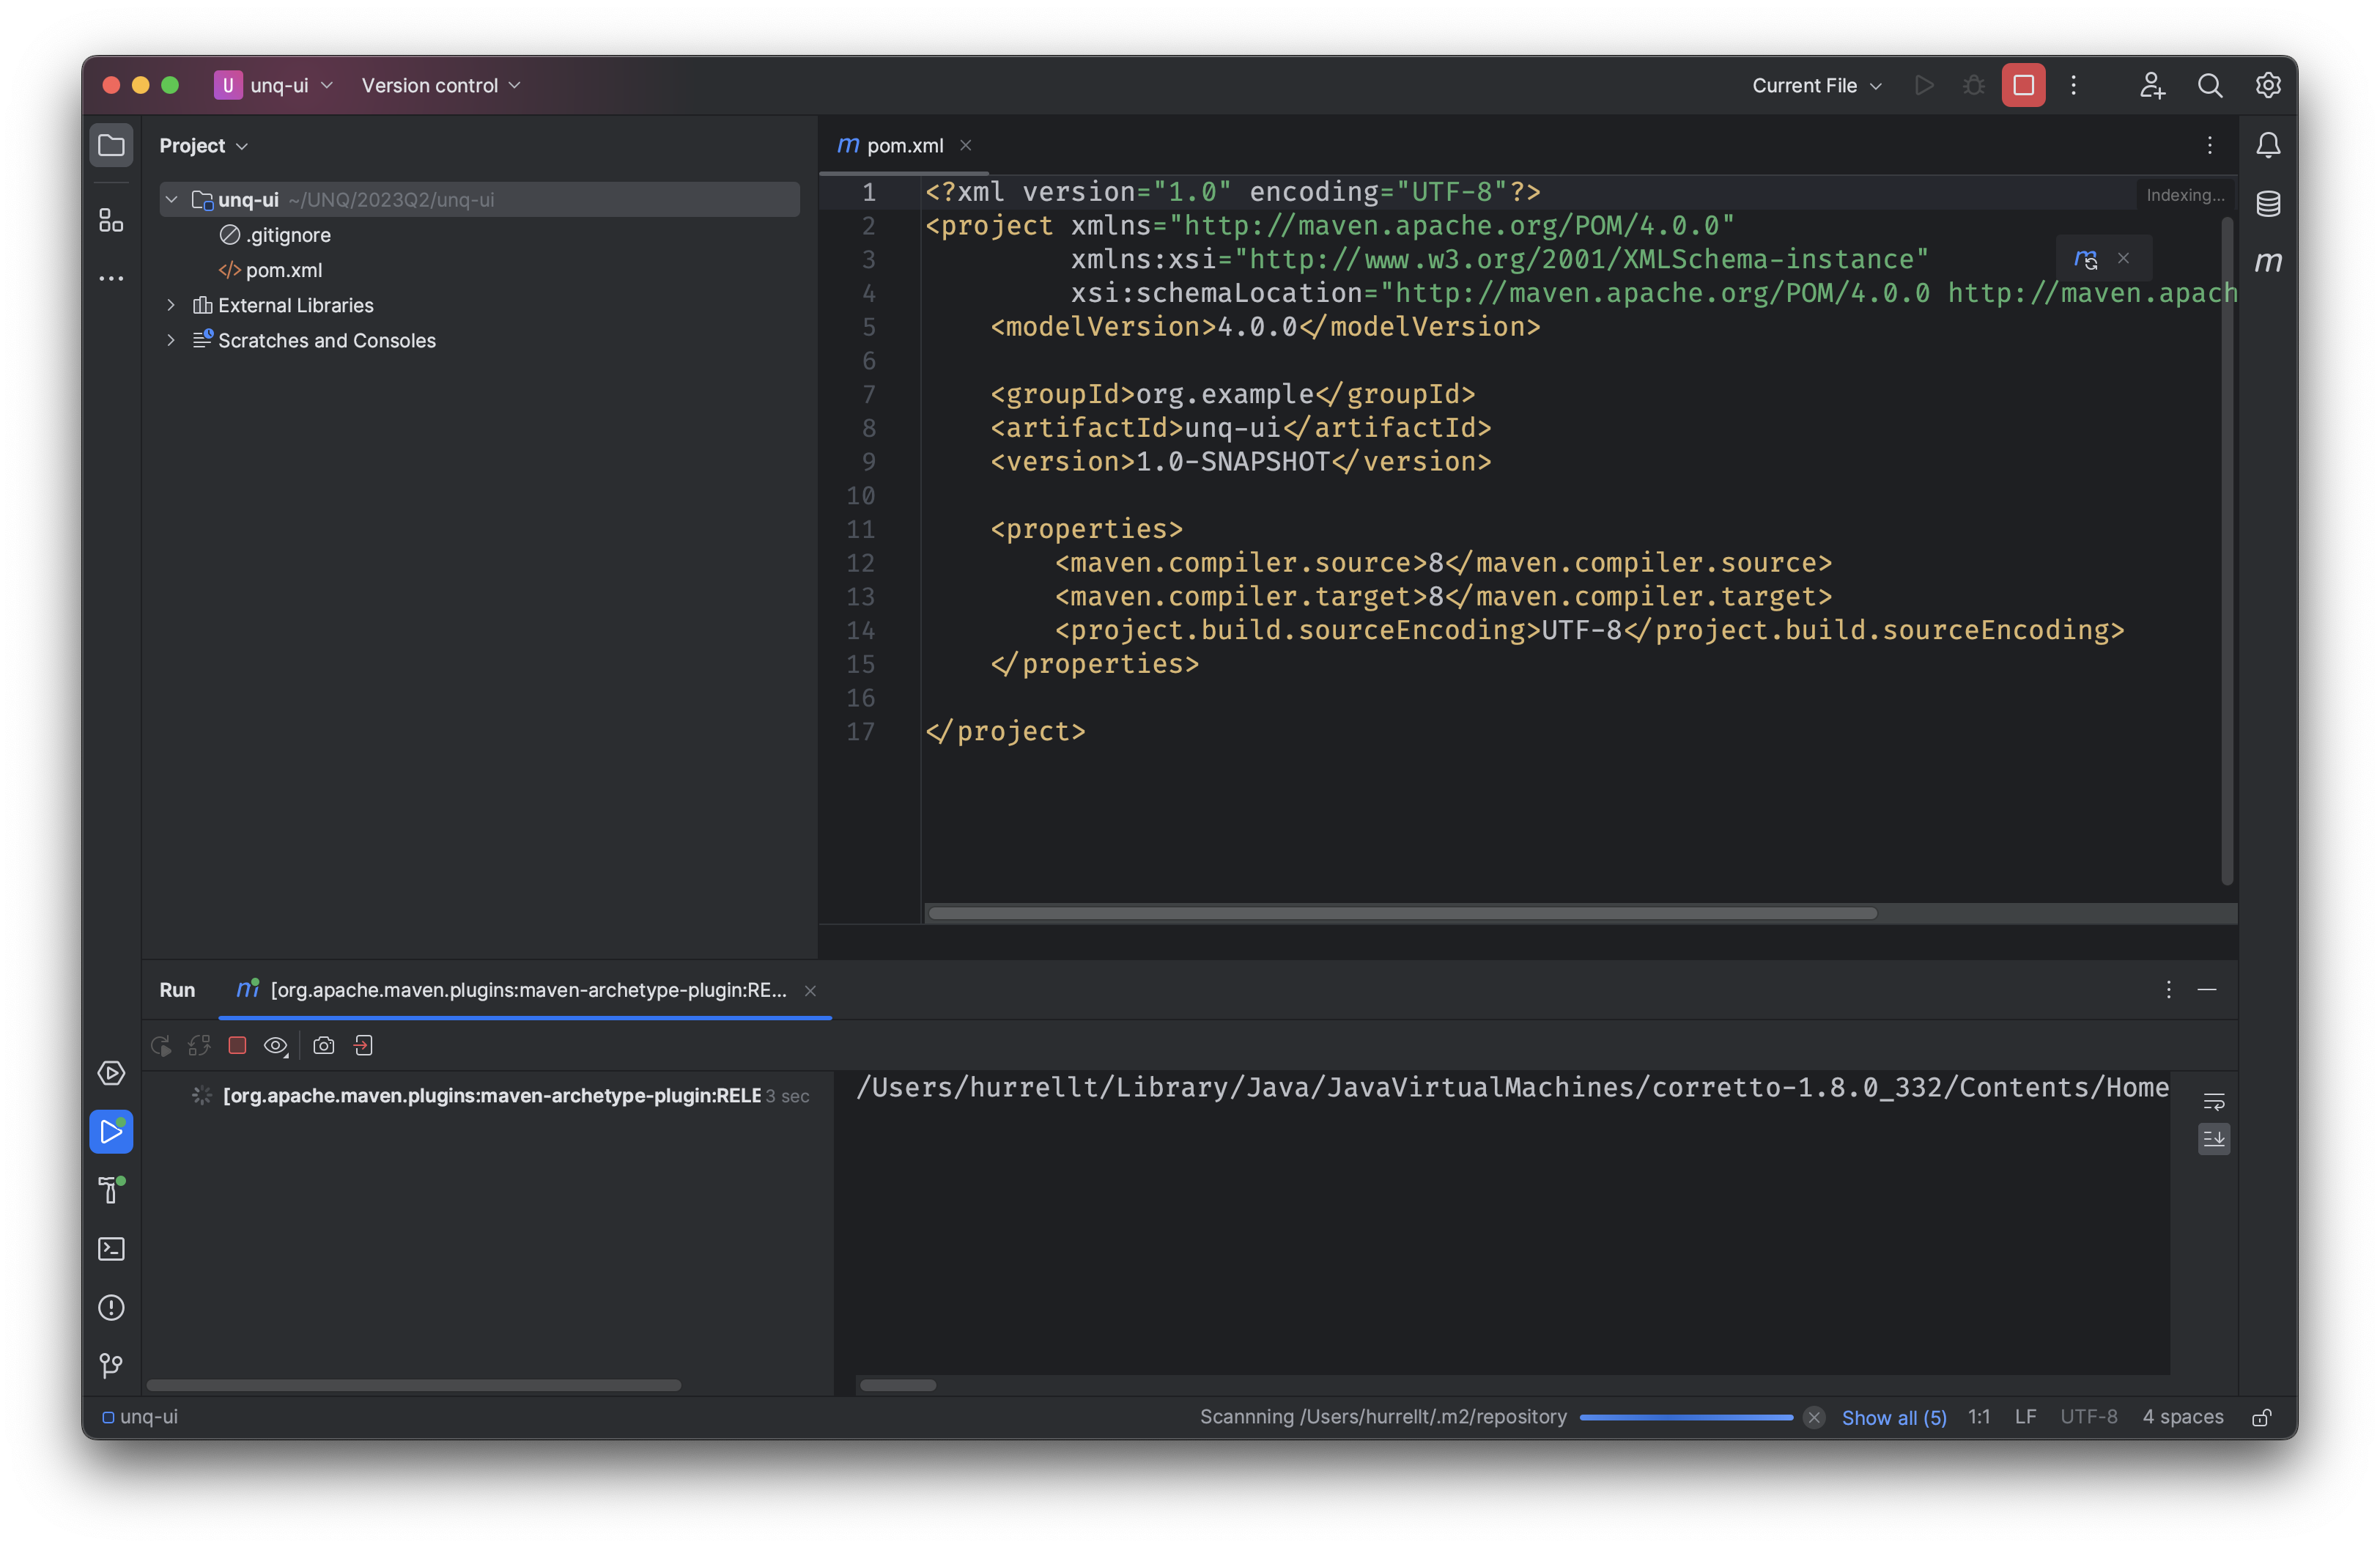 U unq-ui Version control Current File
Project
unq-ui ~/UNQ/2023Q2/unq-ui
.gitignore
pom.xml
External Libraries
Scratches and Consoles
m pom.xml
Indexing...
1 <?xml version="1.0" encoding="UTF-8"?>
2 <project xmlns="http://maven.apache.org/POM/4.0.0"
3 xmlns:xsi="http://www.w3.org/2001/XMLSchema-instance"
4 xsi:schemaLocation="http://maven.apache.org/POM/4.0.0 http://maven.apach
5 <modelVersion>4.0.0</modelVersion>
6
7 <groupId>org.example</groupId>
8 <artifactId>unq-ui</artifactId>
9 <version>1.0-SNAPSHOT</version>
10
11 <properties>
12 <maven.compiler.source>8</maven.compiler.source>
13 <maven.compiler.target>8</maven.compiler.target>
14 <project.build.sourceEncoding>UTF-8</project.build.sourceEncoding>
15 </properties>
16
17 </project>
m
m
Run m [org.apache.maven.plugins:maven-archetype-plugin:RE...
[org.apache.maven.plugins:maven-archetype-plugin:RELE 3 sec
/Users/hurrellt/Library/Java/JavaVirtualMachines/corretto-1.8.0_332/Contents/Home
unq-ui Scannning /Users/hurrellt/.m2/repository Show all (5) 1:1 LF UTF-8 4 spaces